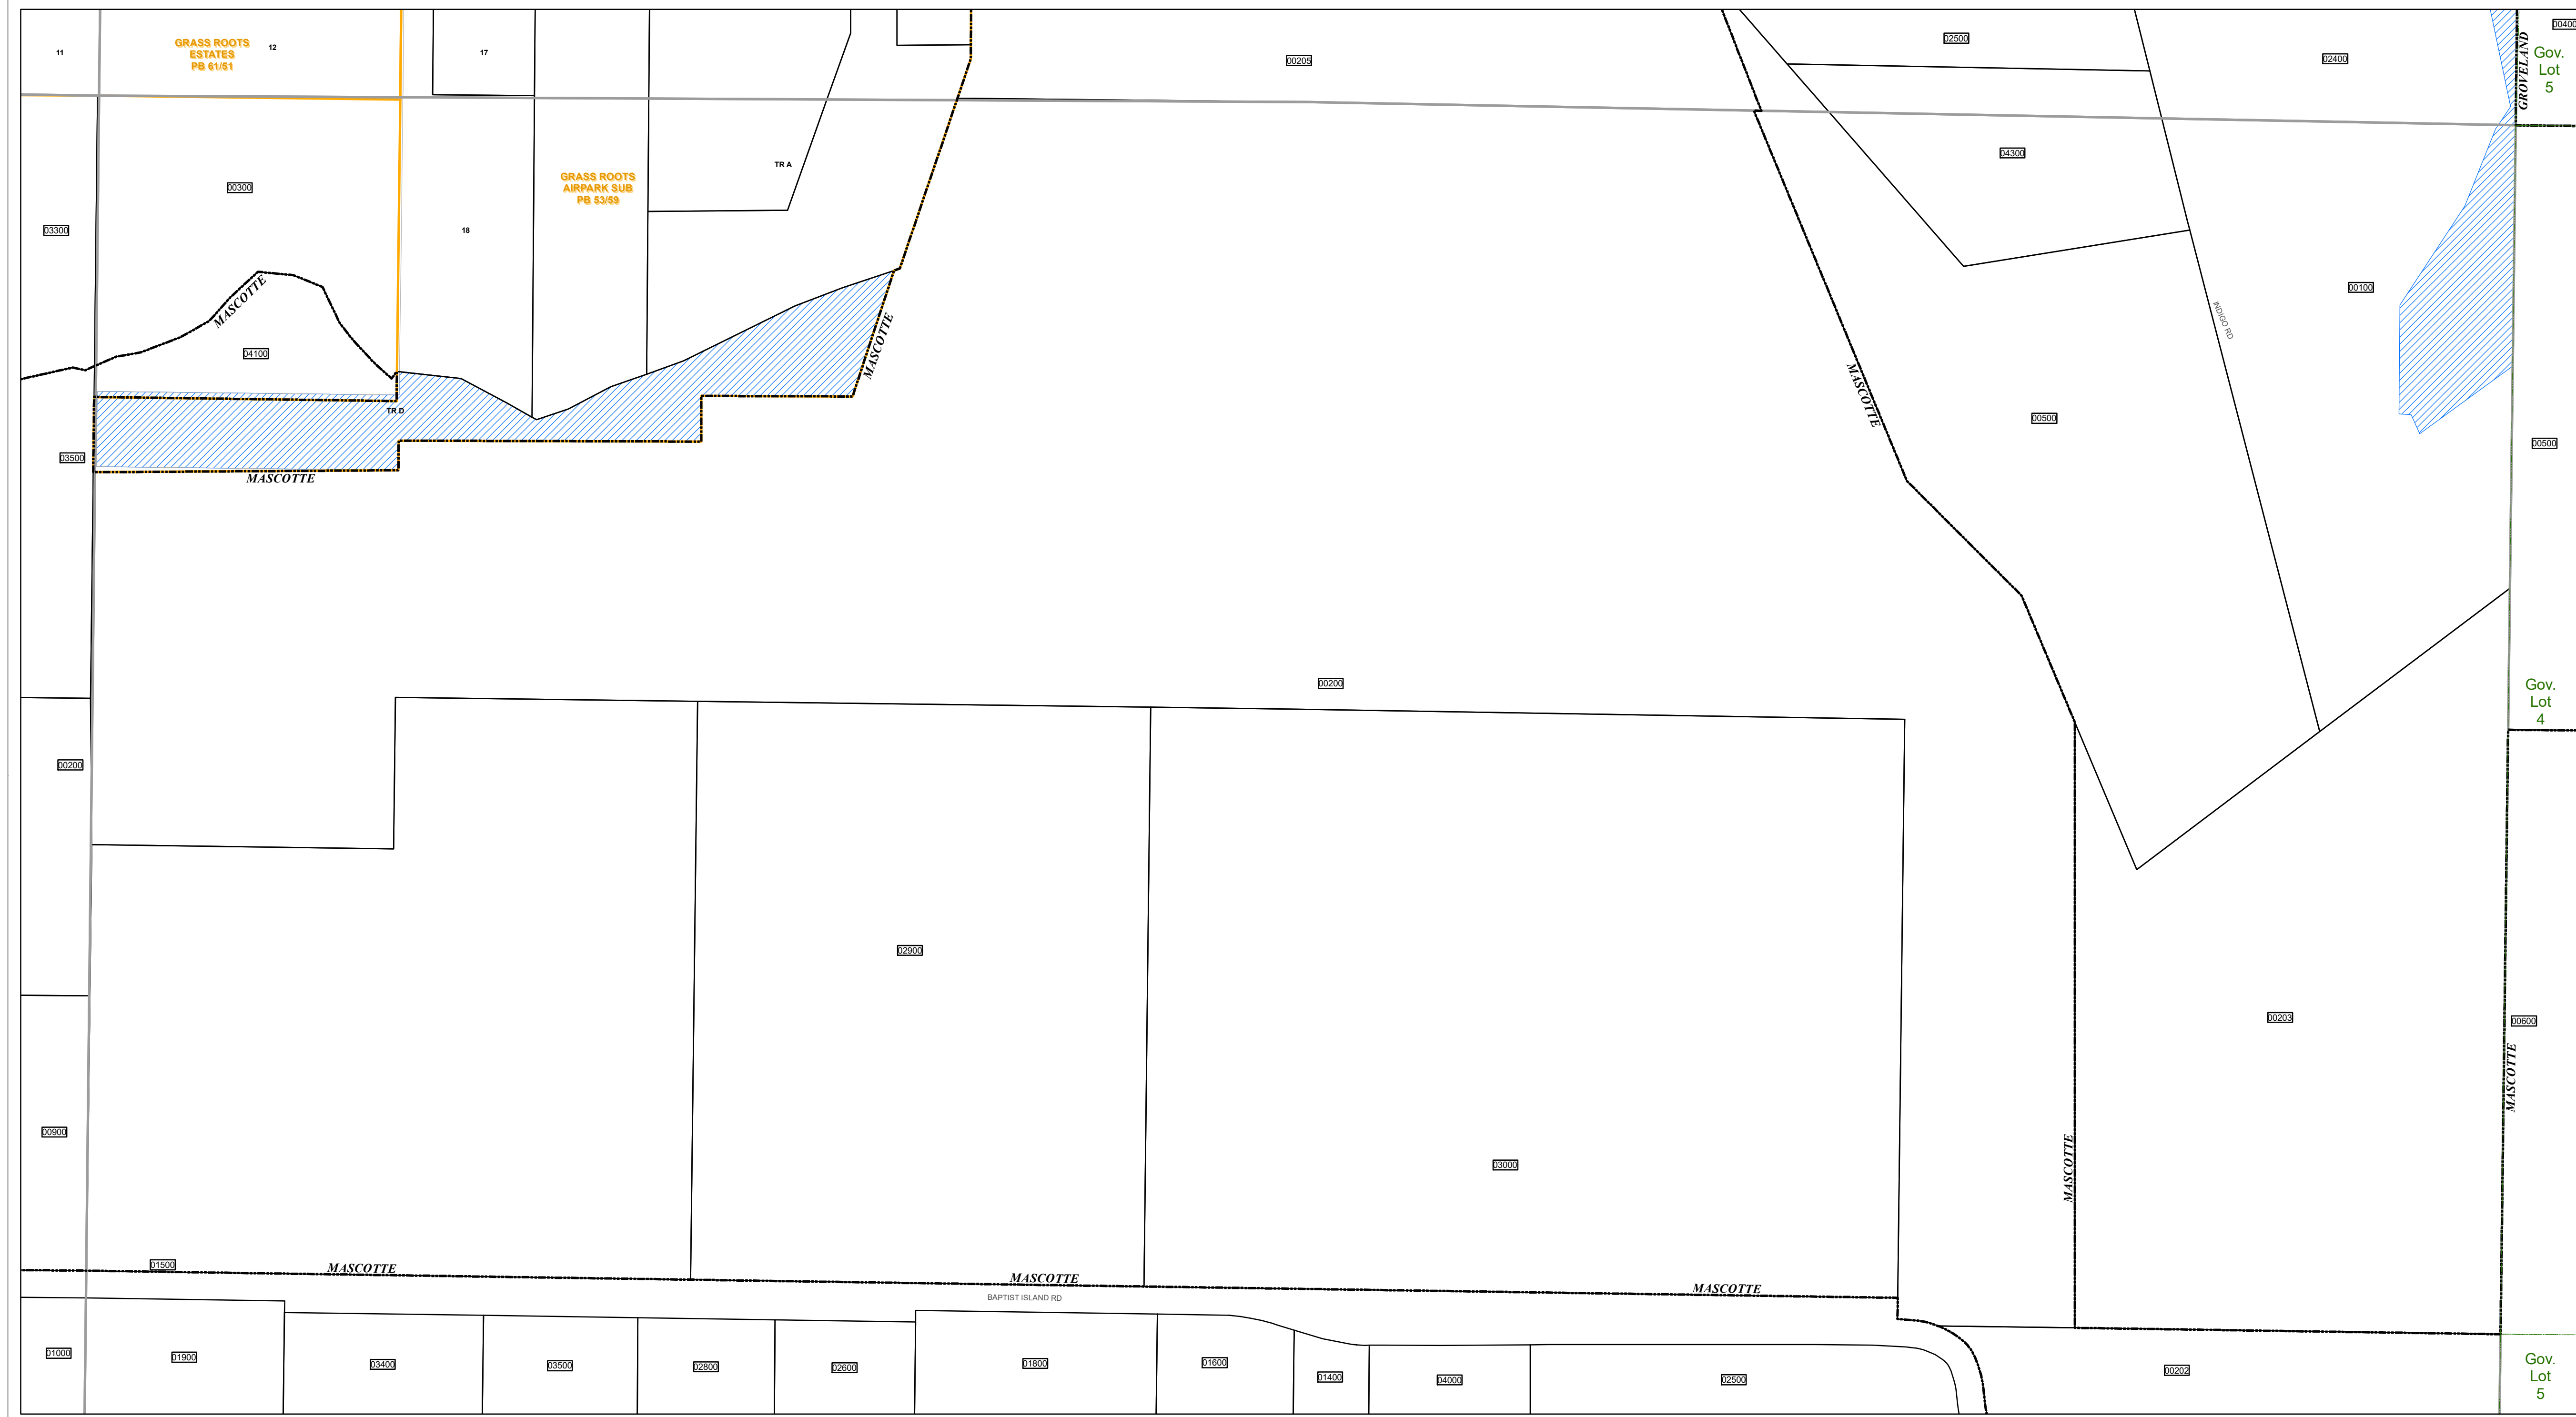 00400
GROVELAND
Gov.
Lot
5
11
GRASS ROOTS
ESTATES
PB 61/51
12
17
00205
02500
02400
TR A
04300
GRASS ROOTS
AIRPARK SUB
PB 53/59
00300
03300
18
MASCOTTE
00100
INDIGO RD
04100
MASCOTTE
MASCOTTE
TR D
00500
00500
03500
MASCOTTE
00200
Gov.
Lot
4
00200
02900
00203
00600
MASCOTTE
00900
03000
MASCOTTE
01500
MASCOTTE
MASCOTTE
MASCOTTE
BAPTIST ISLAND RD
01000
01900
03400
03500
02800
02600
01800
01600
01400
04000
02500
00202
Gov.
Lot
5